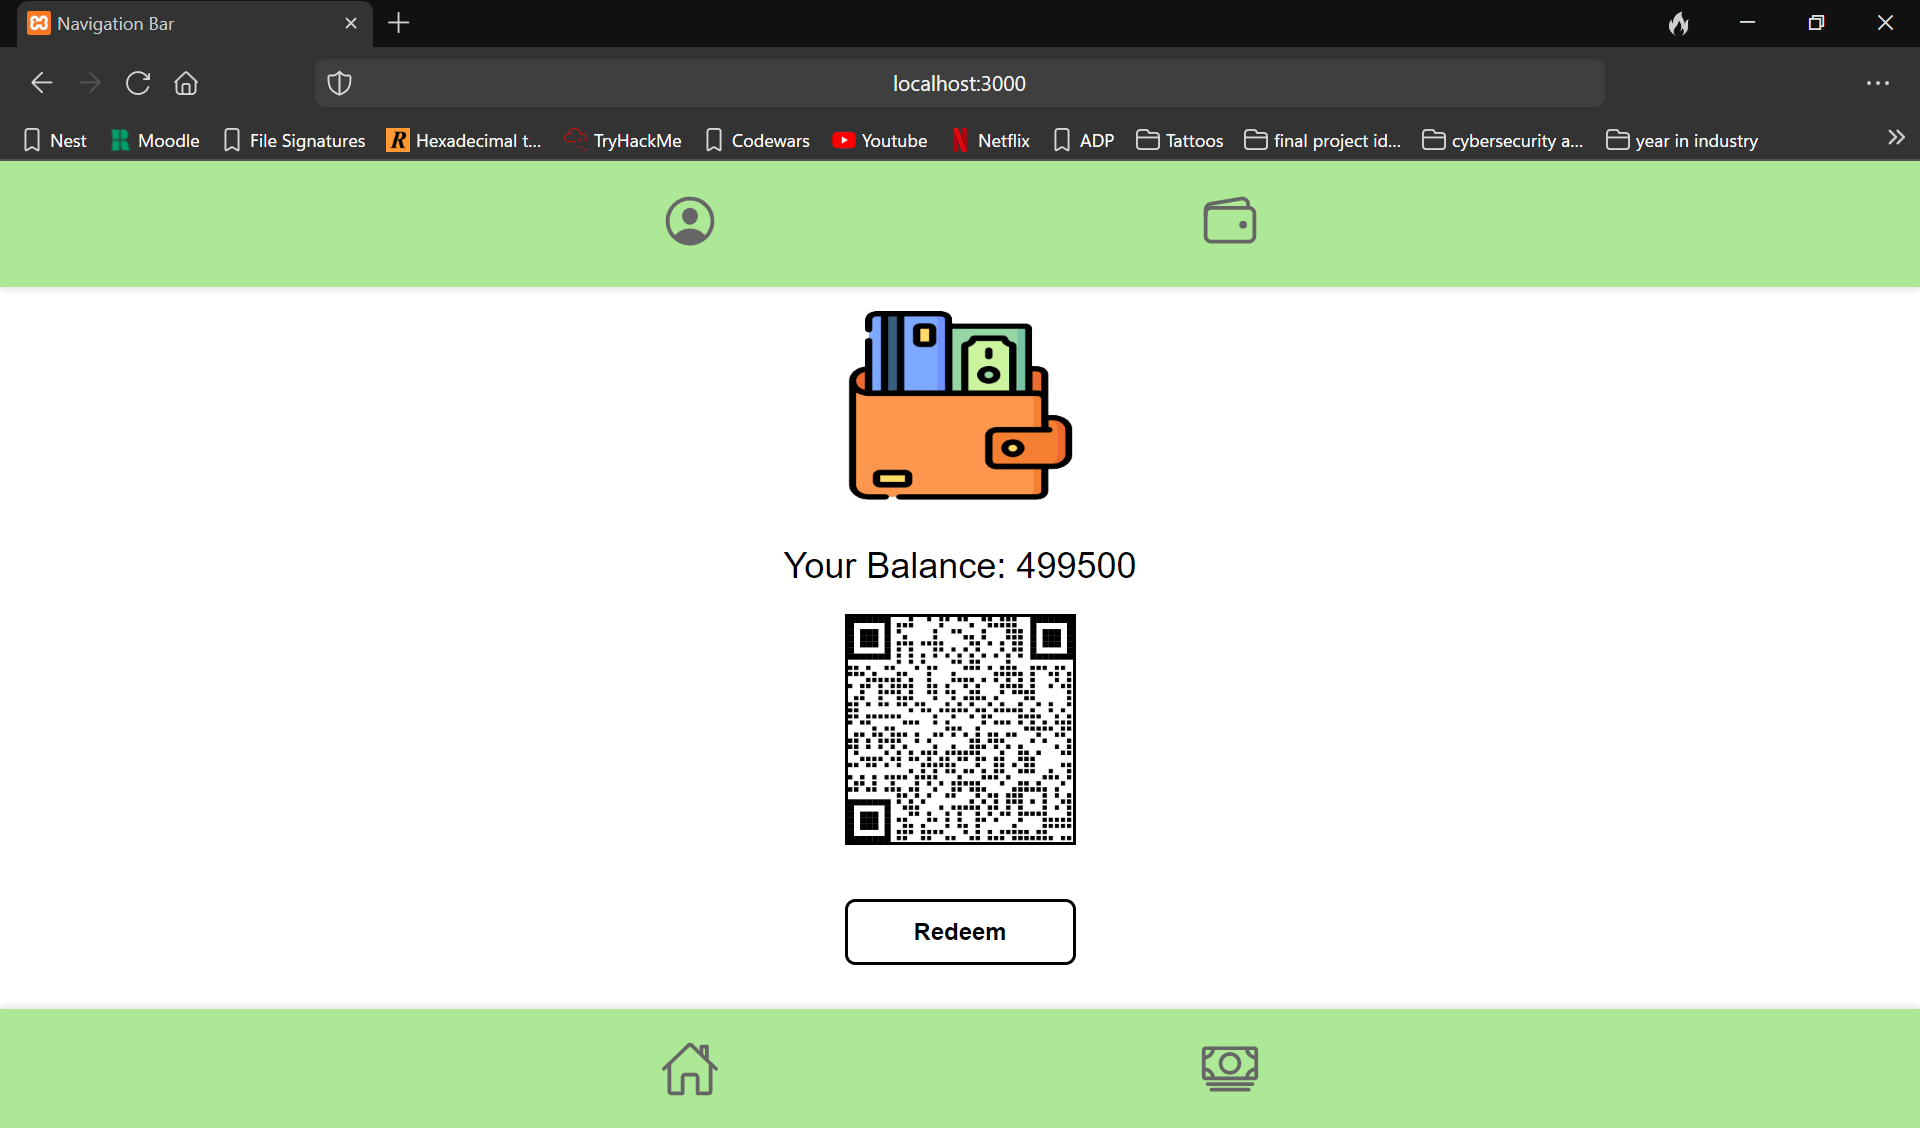 Navigation Bar
localhost:3000
Nest Moodle File Signatures Hexadecimal t... TryHackMe Codewars Youtube Netflix ADP Tattoos final project id... cybersecurity a... year in industry
Your Balance: 499500
Redeem